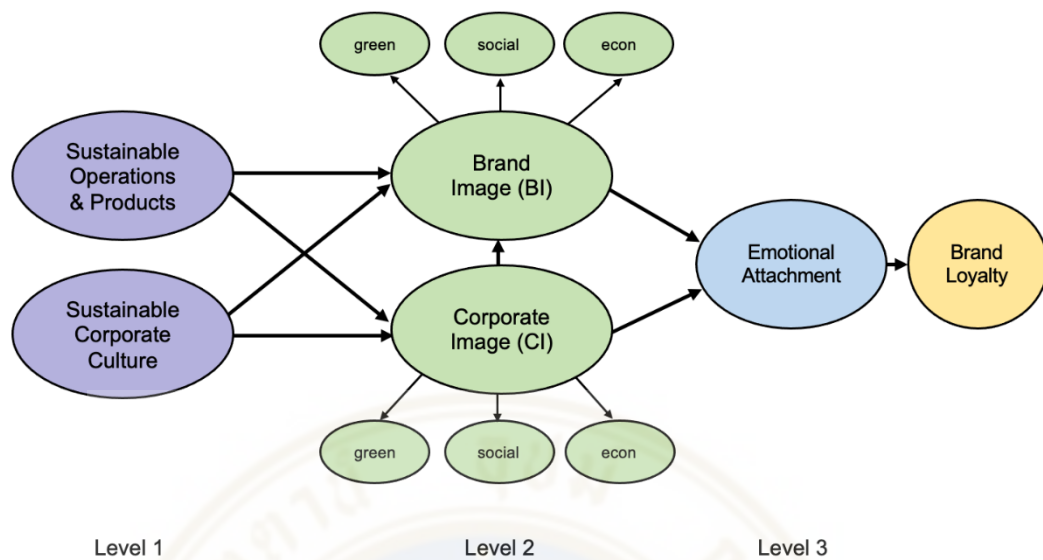 green
social
econ
Sustainable
Operations
& Products
Brand
Image (BI)
Emotional
Attachment
Brand
Loyalty
Sustainable
Corporate
Culture
Corporate
Image (CI)
green
social
econ
Level 1
Level 2
Level 3